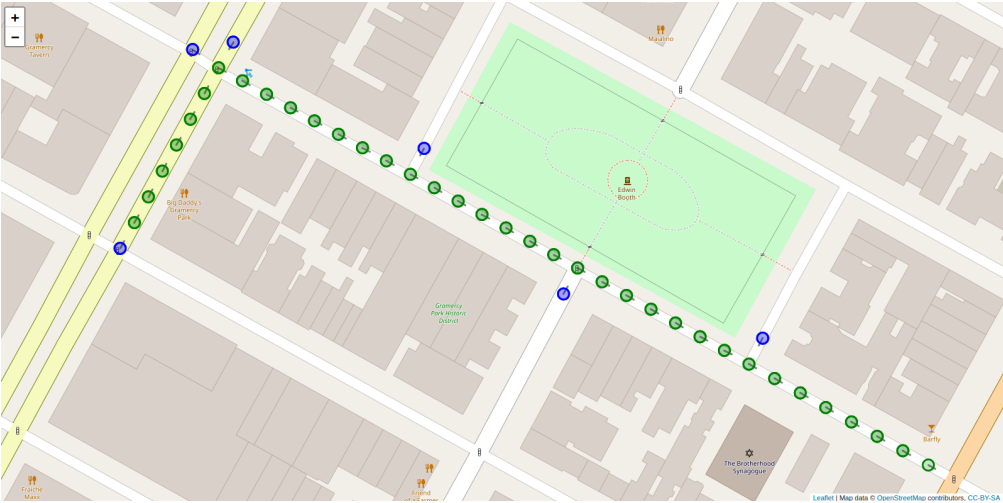 +
−
Gramercy
Tavern
Maialino
Edwin
Booth
Big Daddy's
Gramercy
Park
Gramercy
Park Historic
District
Barfly
The Brotherhood
Synagogue
Fraiche
Maxx
Friend
Leaflet | Map data © OpenStreetMap contributors, CC-BY-SA